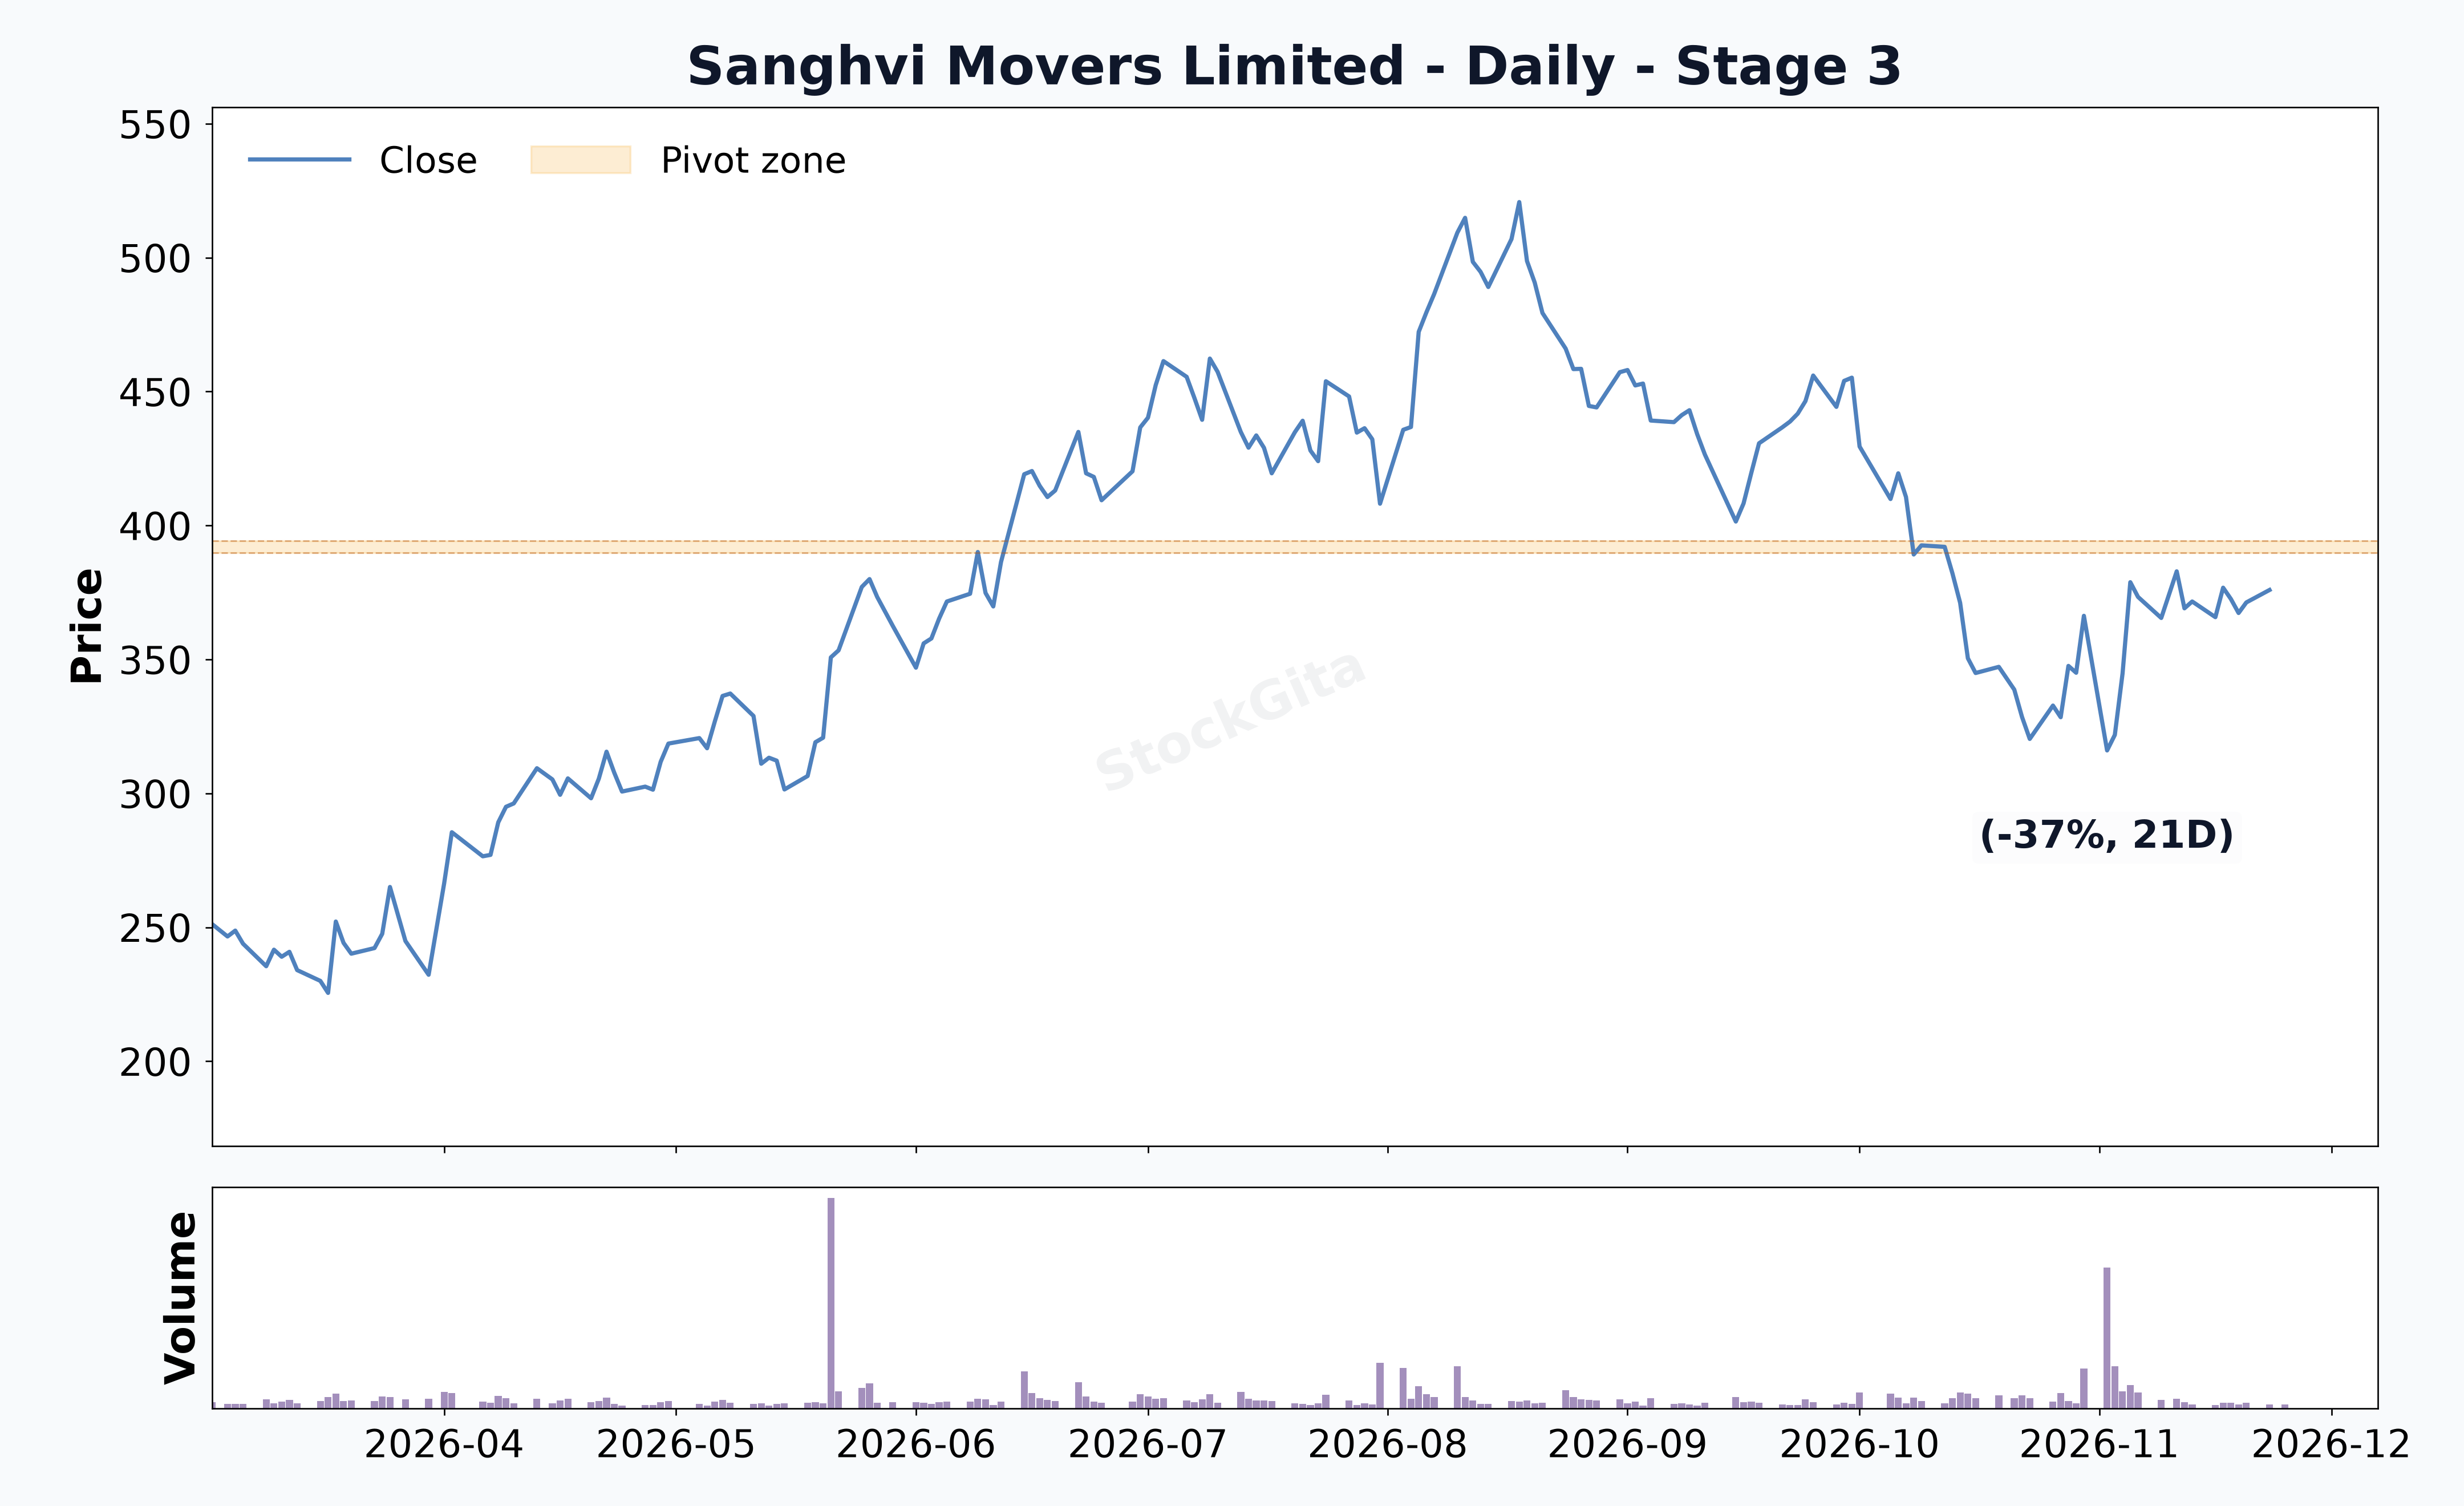 Sanghvi Movers Limited - Daily - Stage 3
Close
Pivot zone
550
500
450
400
350
300
250
200
Price
StockGita
(-37%, 21D)
Volume
2026-04
2026-05
2026-06
2026-07
2026-08
2026-09
2026-10
2026-11
2026-12